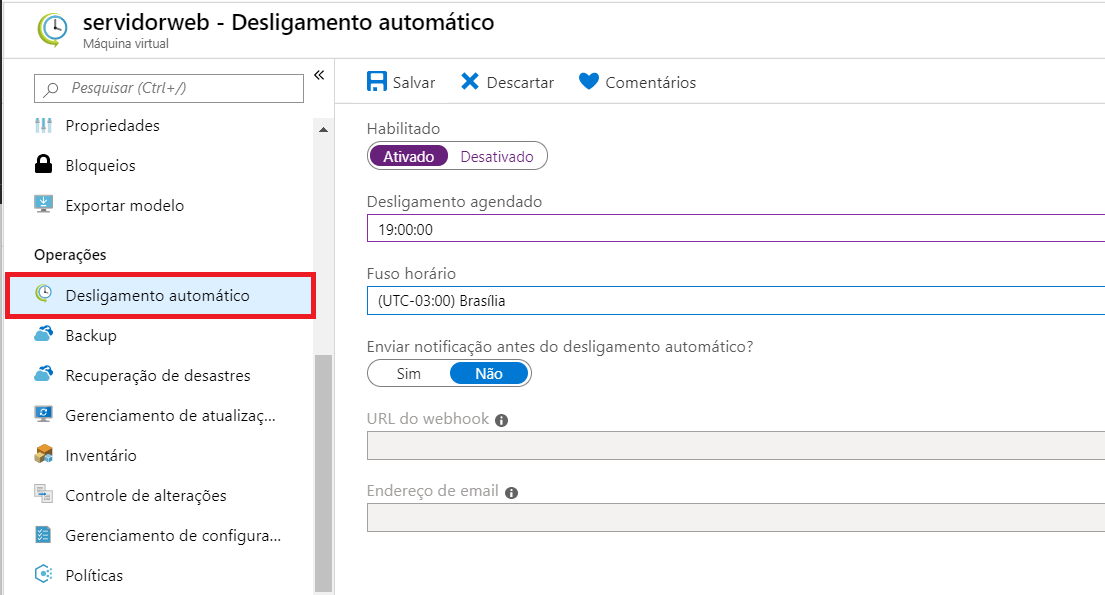 servidorweb - Desligamento automático
Máquina virtual
Pesquisar (Ctrl+/)
«
Propriedades
Bloqueios
Exportar modelo
Operações
Desligamento automático
Backup
Recuperação de desastres
Gerenciamento de atualizaç...
Inventário
Controle de alterações
Gerenciamento de configura...
Políticas
Salvar
Descartar
Comentários
Habilitado
Ativado Desativado
Desligamento agendado
19:00:00
Fuso horário
(UTC-03:00) Brasília
Enviar notificação antes do desligamento automático?
Sim Não
URL do webhook
Endereço de email